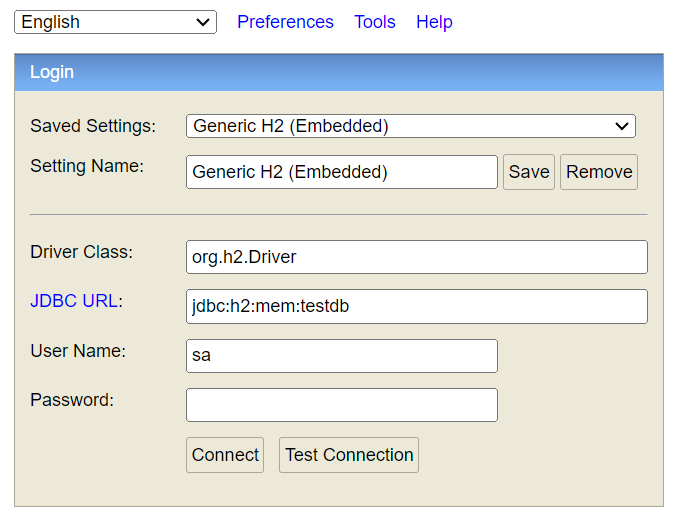 English Preferences Tools Help
Login
Saved Settings: Generic H2 (Embedded)
Setting Name: Generic H2 (Embedded) Save Remove
Driver Class: org.h2.Driver
JDBC URL: jdbc:h2:mem:testdb
User Name: sa
Password:
Connect Test Connection